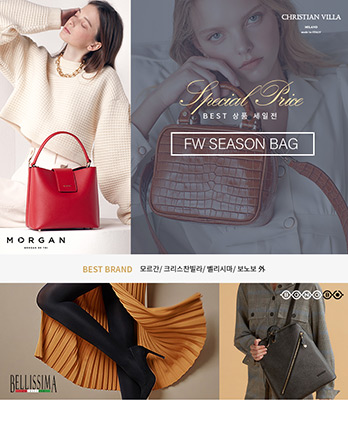 CHRISTIAN VILLA
MILANO
made in ITALY
Special Price
BEST 상품 세일전
FW SEASON BAG
MORGAN
MORGAN DE TOI
BEST BRAND 모르간/ 크리스찬빌라/ 벨리시마/ 보노보 外
BONOBO
BELLISSIMA